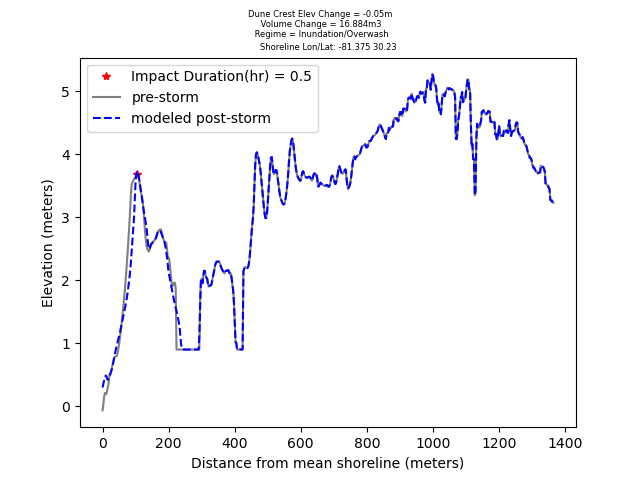 Dune Crest Elev Change = -0.05m
Volume Change = 16.884m3
Regime = Inundation/Overwash
Shoreline Lon/Lat: -81.375 30.23
Impact Duration(hr) = 0.5
pre-storm
modeled post-storm
Elevation (meters)
5
4
3
2
1
0
0 200 400 600 800 1000 1200 1400
Distance from mean shoreline (meters)